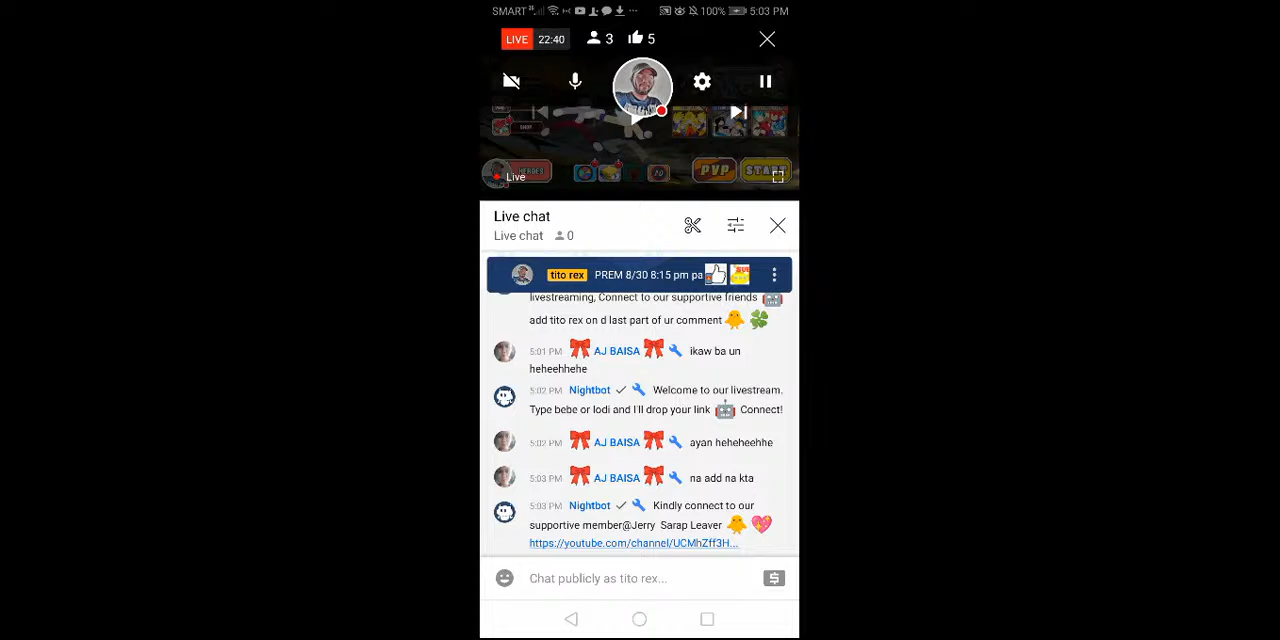 SMART 100% 5:03 PM
LIVE 22:40 3 5
SHOP
HEROES AD PVP START
Live
Live chat
Live chat 0
tito rex PREM 8/30 8:15 pm pa
livestreaming, Connect to our supportive friends
add tito rex on d last part of ur comment
5:01 PM AJ BAISA ikaw ba un
heheehhehe
5:02 PM Nightbot Welcome to our livestream.
Type bebe or lodi and I'll drop your link Connect!
5:02 PM AJ BAISA ayan heheheehhe
5:03 PM AJ BAISA na add na kta
5:03 PM Nightbot Kindly connect to our
supportive member@Jerry Sarap Leaver
https://youtube.com/channel/UCMhZff3H...
Chat publicly as tito rex...